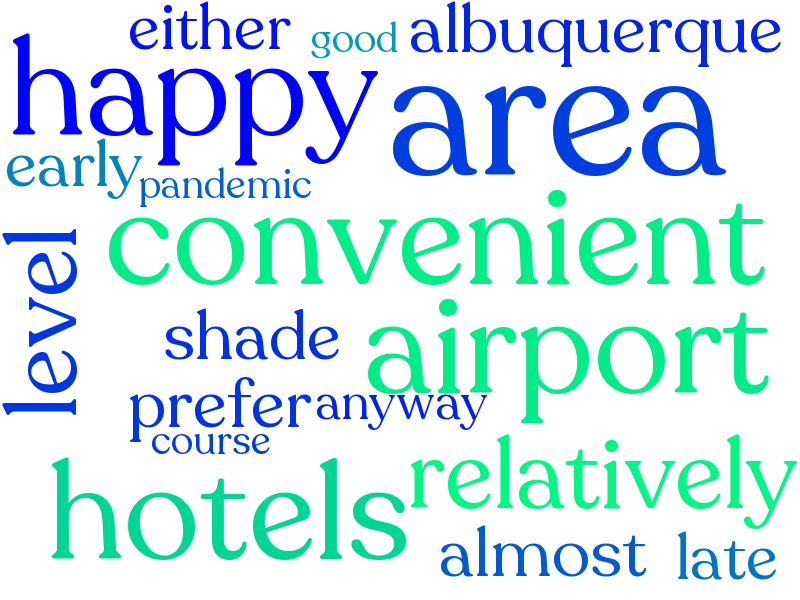 either good albuquerque
happy area
early pandemic
convenient
level
shade airport
prefer anyway
course
hotels relatively
almost late